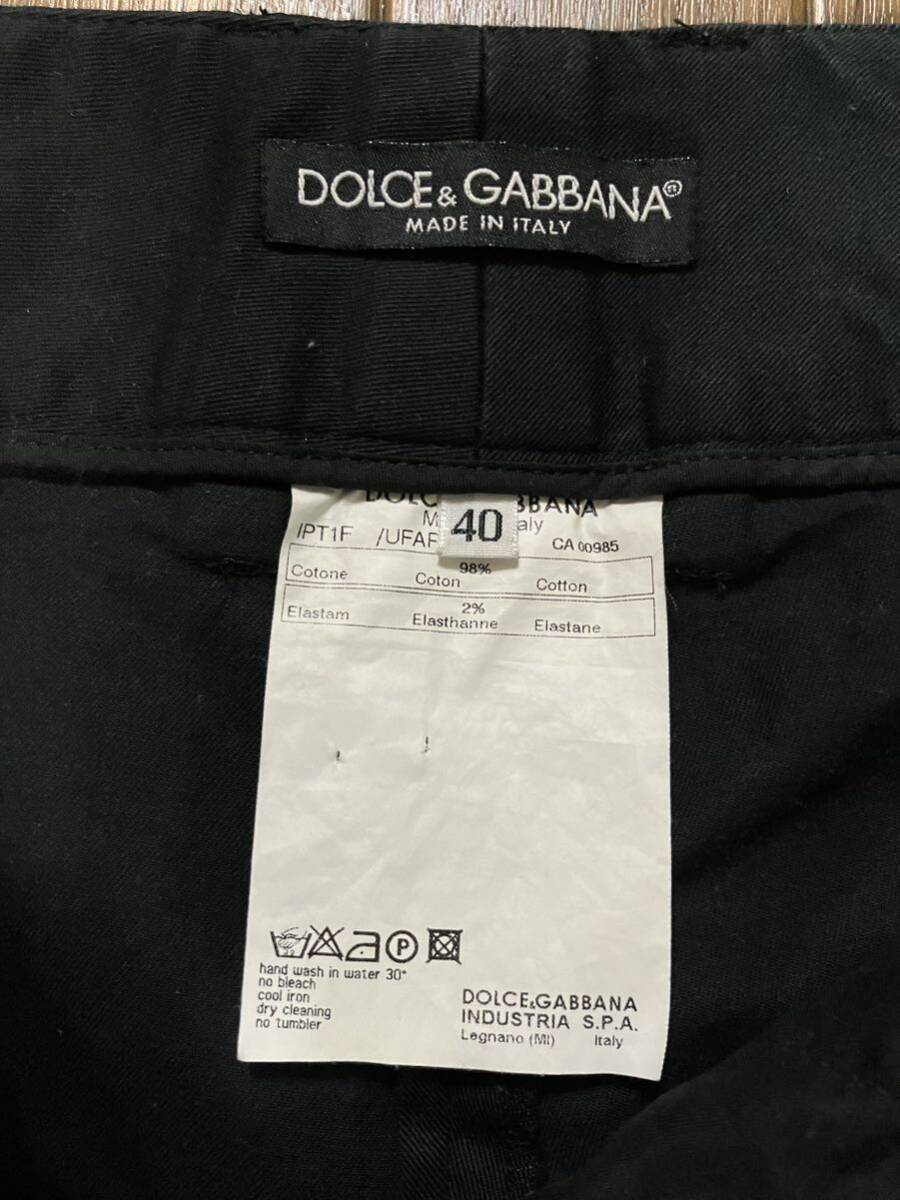 DOLCE & GABBANA®
MADE IN ITALY
40
IPT1F
CA 00985
98%
Cotone Coton Cotton
2%
Elastam Elasthanne Elastane
P
hand wash in water 30°
no bleach
cool iron
dry cleaning
no tumbler
DOLCE&GABBANA
INDUSTRIA S.P.A.
Legnano (MI) Italy